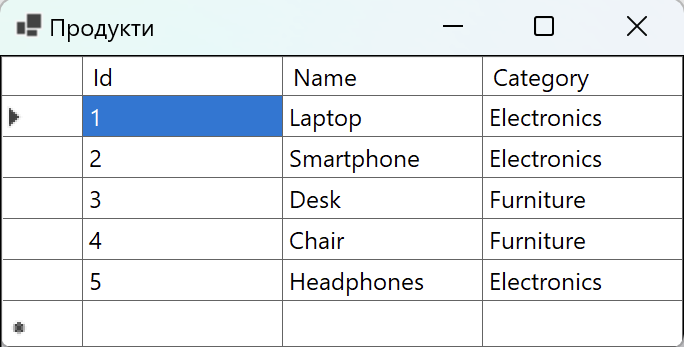 Продукти
Id Name Category
1 Laptop Electronics
2 Smartphone Electronics
3 Desk Furniture
4 Chair Furniture
5 Headphones Electronics